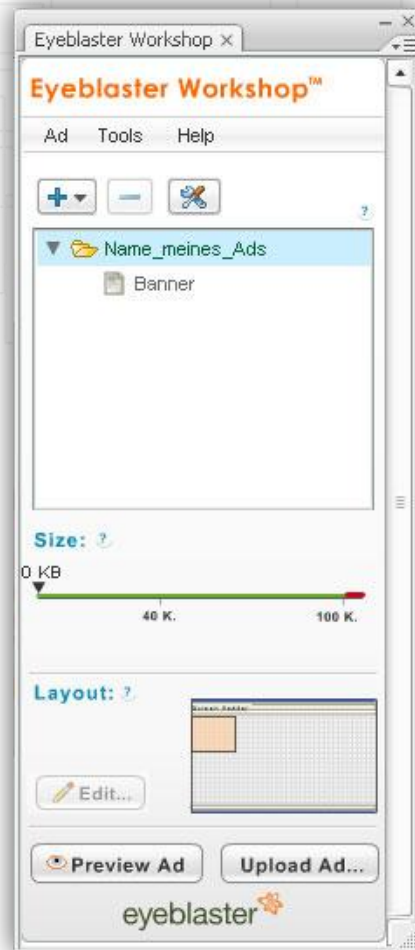 Eyeblaster Workshop ×
Eyeblaster Workshop™
Ad Tools Help
?
Name_meines_Ads
Banner
Size: ?
0 KB
40 K. 100 K.
Layout: ?
Edit...
Preview Ad Upload Ad...
eyeblaster